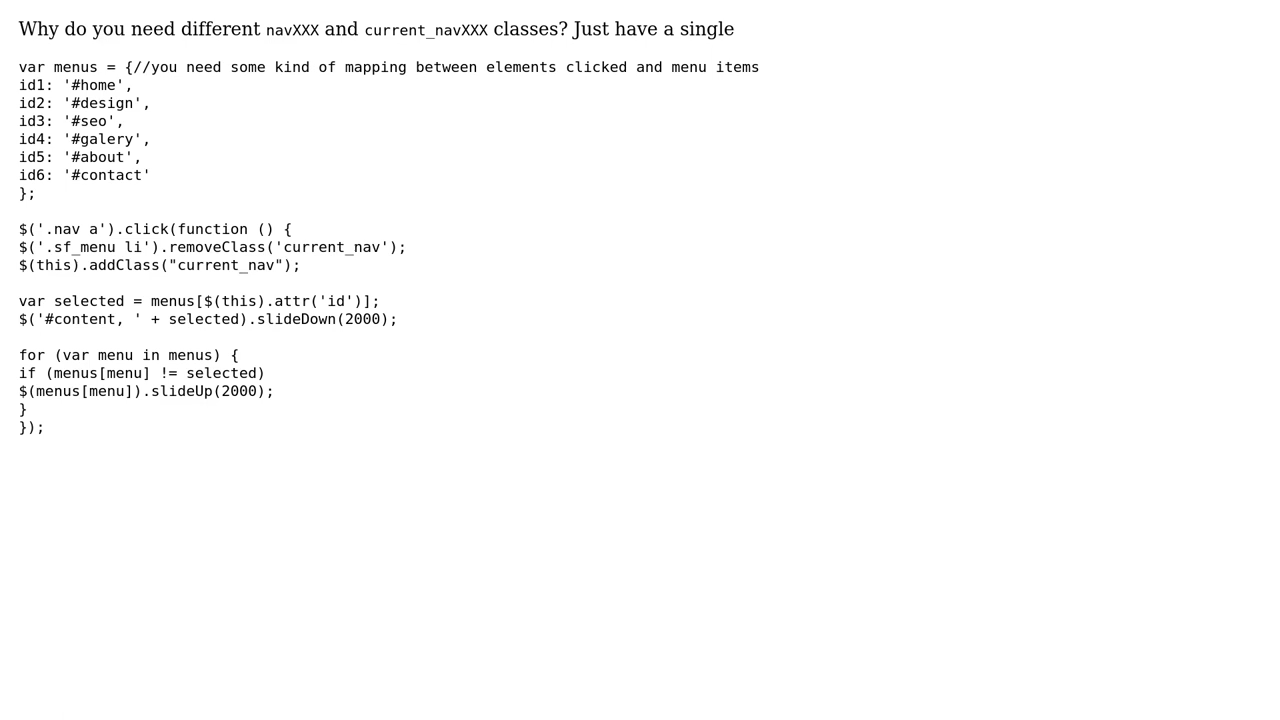 Why do you need different navXXX and current_navXXX classes? Just have a single
var menus = {//you need some kind of mapping between elements clicked and menu items
id1: '#home',
id2: '#design',
id3: '#seo',
id4: '#galery',
id5: '#about',
id6: '#contact'
};
$('.nav a').click(function () {
$('.sf_menu li').removeClass('current_nav');
$(this).addClass("current_nav");
var selected = menus[$(this).attr('id')];
$('#content, ' + selected).slideDown(2000);
for (var menu in menus) {
if (menus[menu] != selected)
$(menus[menu]).slideUp(2000);
}
});